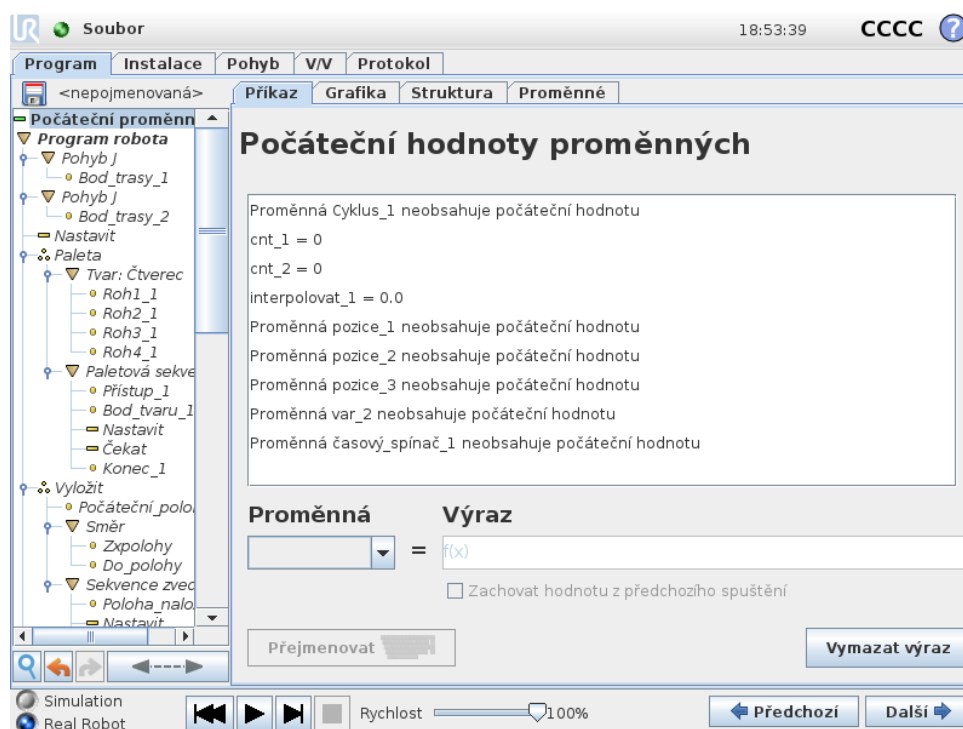 UR Soubor 18:53:39 CCCC ?
Program Instalace Pohyb V/V Protokol
<nepojmenovaná> Příkaz Grafika Struktura Proměnné
Počáteční proměnn
Program robota
Pohyb J
Bod_trasy_1
Pohyb J
Bod_trasy_2
Nastavit
Paleta
Tvar: Čtverec
Roh1_1
Roh2_1
Roh3_1
Roh4_1
Paletová sekve
Přístup_1
Bod_tvaru_1
Nastavit
Čekat
Konec_1
Vyložit
Počáteční_polo
Směr
Zxpolohy
Do_polohy
Sekvence zved
Poloha_nalo
Nastavit
Počáteční hodnoty proměnných
Proměnná Cyklus_1 neobsahuje počáteční hodnotu
cnt_1 = 0
cnt_2 = 0
interpolovat_1 = 0.0
Proměnná pozice_1 neobsahuje počáteční hodnotu
Proměnná pozice_2 neobsahuje počáteční hodnotu
Proměnná pozice_3 neobsahuje počáteční hodnotu
Proměnná var_2 neobsahuje počáteční hodnotu
Proměnná časový_spínač_1 neobsahuje počáteční hodnotu
Proměnná Výraz
= f(x)
Zachovat hodnotu z předchozího spuštění
Přejmenovat Vymazat výraz
Simulation
Real Robot
Rychlost 100% Předchozí Další